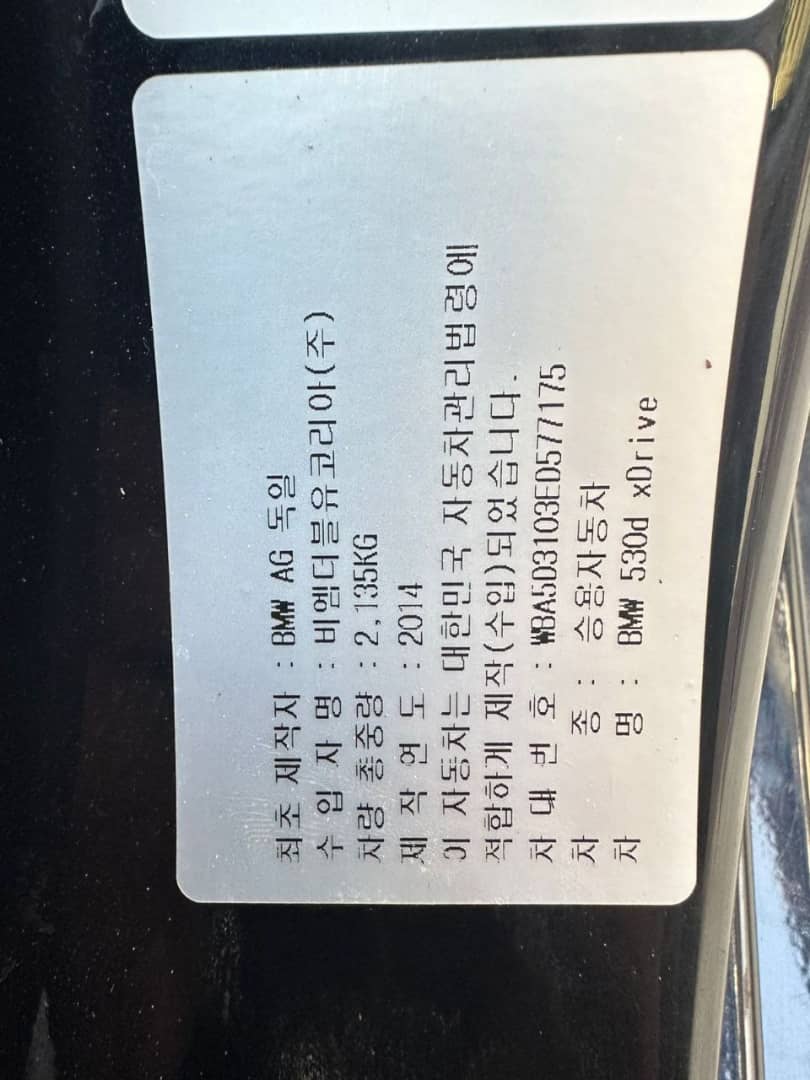 최초 제작자 : BMW AG 독일
수 입 자 명 : 비엠더블유코리아(주)
차량 총중량 : 2,135KG
제 작 연 도 : 2014
이 자동차는 대한민국 자동차관리법령에
적합하게 제작(수입)되었습니다.
차 대 번 호 : WBA5D3103ED577175
차 종 : 승용자동차
차 명 : BMW 530d xDrive